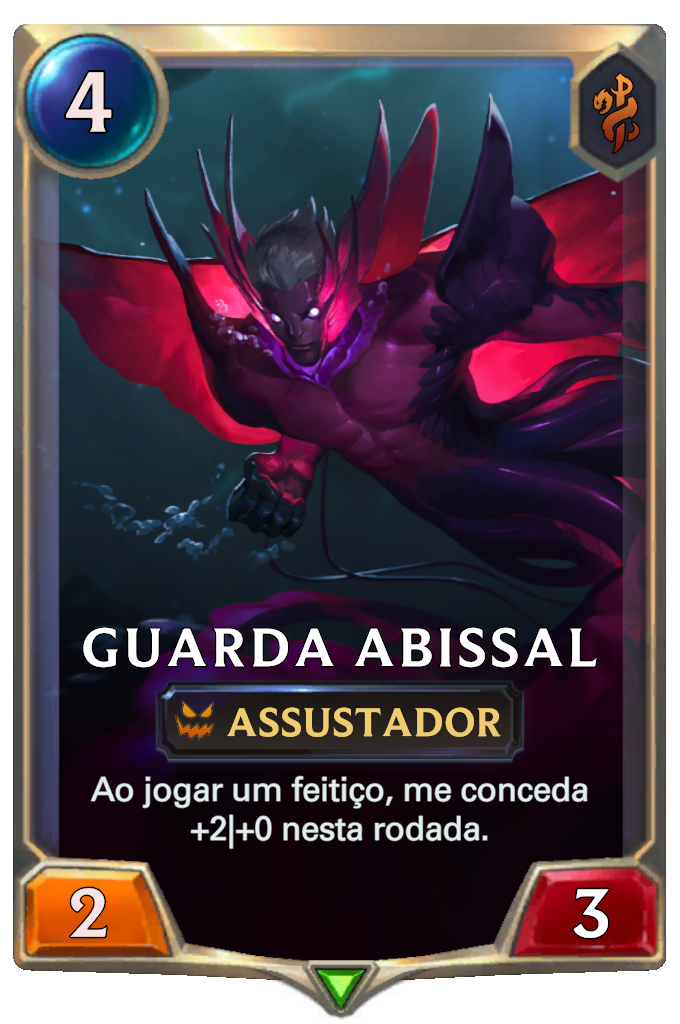 4
GUARDA ABISSAL
ASSUSTADOR
Ao jogar um feitiço, me conceda
+2|+0 nesta rodada.
2
3